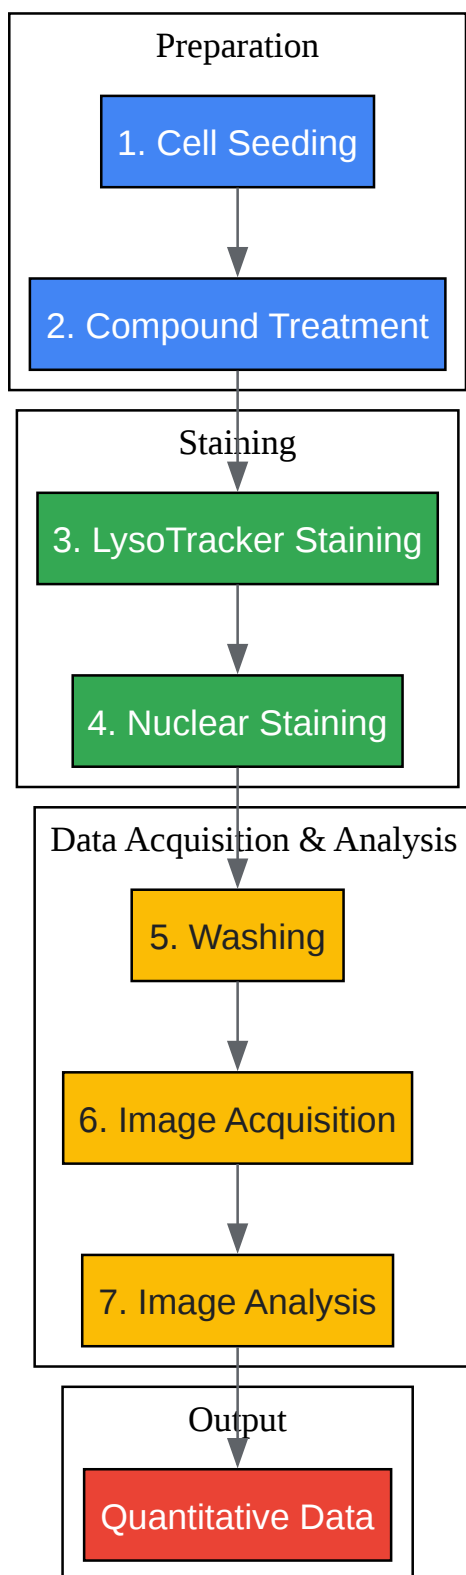 Preparation
1. Cell Seeding
2. Compound Treatment
Staining
3. LysoTracker Staining
4. Nuclear Staining
Data Acquisition & Analysis
5. Washing
6. Image Acquisition
7. Image Analysis
Output
Quantitative Data